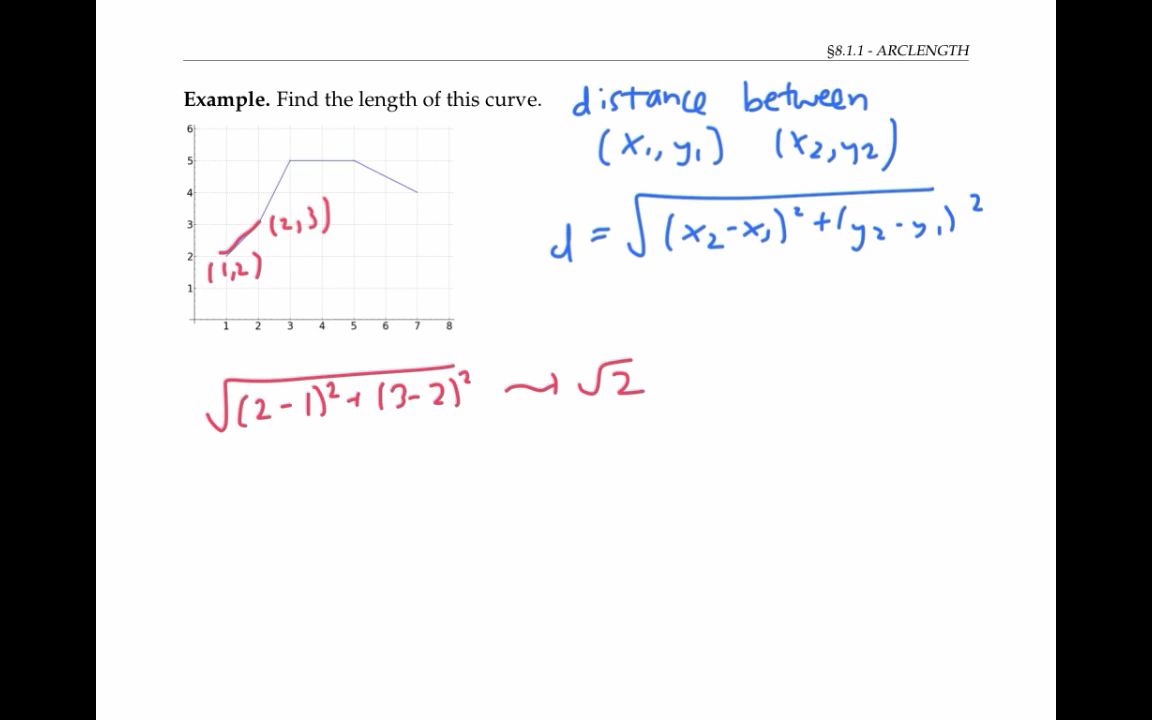 §8.1.1 - ARCLENGTH
Example. Find the length of this curve.
distance between
(x₁, y₁) (x₂, y₂)
d = √(x₂-x₁)² + (y₂-y₁)²
6
5
4
3
2
1
(2,3)
(1,2)
1 2 3 4 5 6 7 8
√(2-1)² + (3-2)² ⇝ √2